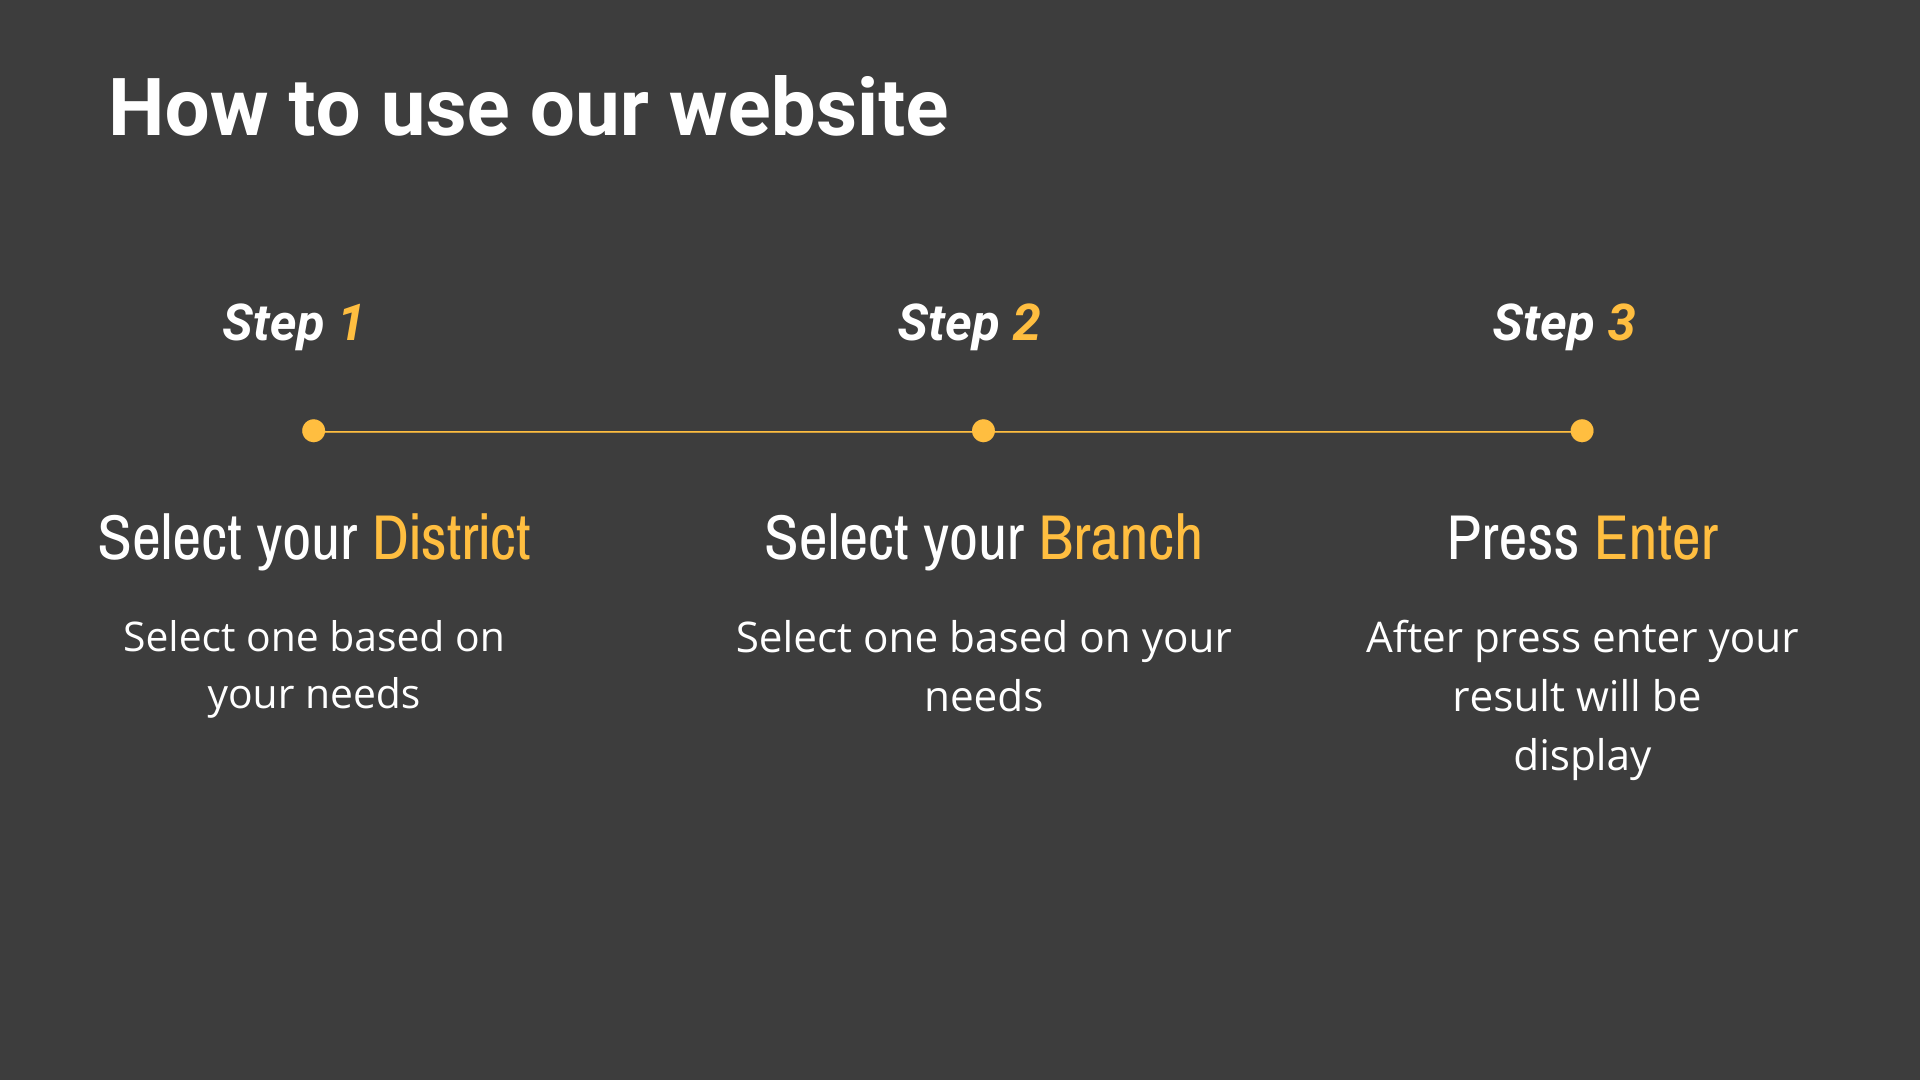 How to use our website
Step 1
Step 2
Step 3
Select your District
Select one based on
your needs
Select your Branch
Select one based on your
needs
Press Enter
After press enter your
result will be
display